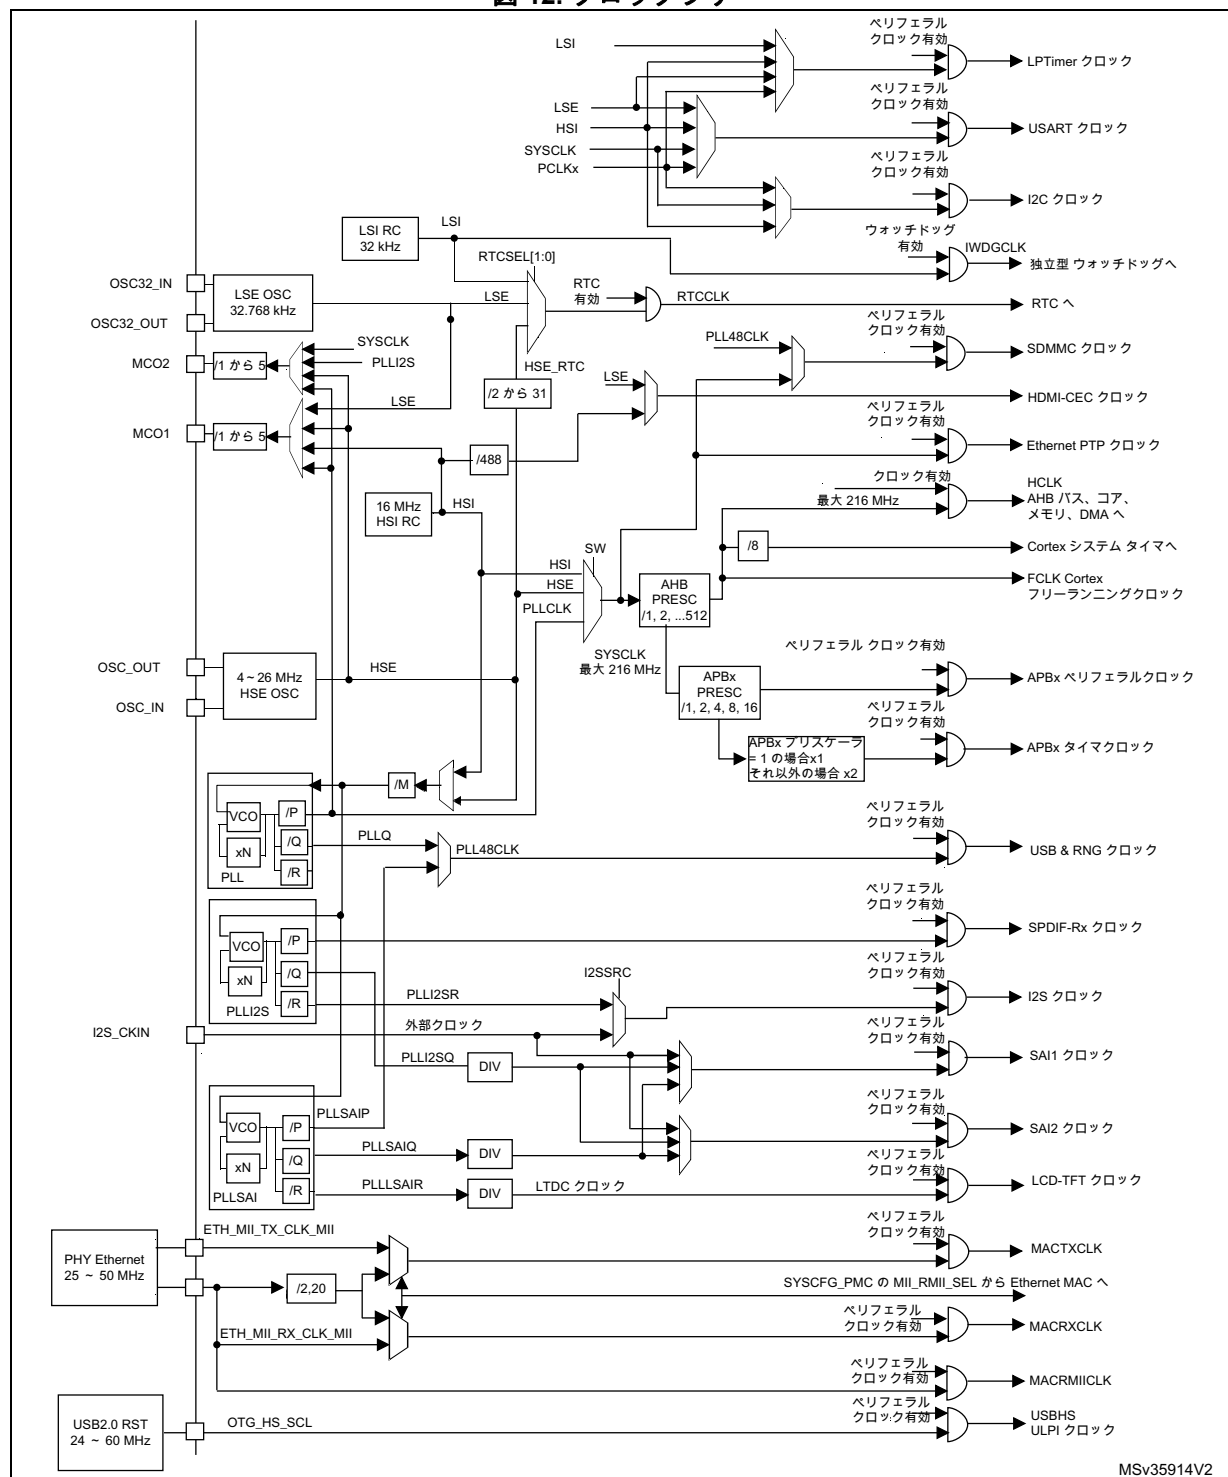 図 12. クロックツリー
ペリフェラル
クロック有効
LSI
LPTimer クロック
ペリフェラル
クロック有効
LSE
HSI
USART クロック
SYSCLK
PCLKx
ペリフェラル
クロック有効
I2C クロック
LSI RC
32 kHz
LSI
ウォッチドッグ
有効
IWDGCLK
独立型 ウォッチドッグへ
RTCSEL[1:0]
OSC32_IN
LSE OSC
32.768 kHz
LSE
RTC
有効
RTCCLK
RTC へ
OSC32_OUT
ペリフェラル
クロック有効
PLL48CLK
SDMMC クロック
SYSCLK
MCO2
/1 から 5
PLLI2S
HSE_RTC
/2 から 31
LSE
HDMI-CEC クロック
LSE
ペリフェラル
クロック有効
MCO1
/1 から 5
Ethernet PTP クロック
/488
クロック有効
最大 216 MHz
HCLK
AHB バス、コア、
メモリ、DMA へ
16 MHz
HSI RC
HSI
/8
Cortex システム タイマへ
SW
HSI
HSE
PLLCLK
AHB
PRESC
/1, 2, ...512
FCLK Cortex
フリーランニングクロック
SYSCLK
最大 216 MHz
ペリフェラル クロック有効
OSC_OUT
4 ~ 26 MHz
HSE OSC
HSE
APBx
PRESC
/1, 2, 4, 8, 16
APBx ペリフェラルクロック
OSC_IN
ペリフェラル
クロック有効
APBx プリスケーラ
= 1 の場合x1
それ以外の場合 x2
APBx タイマクロック
/M
VCO
/P
xN
/Q
/R
PLL
PLLQ
PLL48CLK
ペリフェラル
クロック有効
USB & RNG クロック
ペリフェラル
クロック有効
VCO
/P
SPDIF-Rx クロック
xN
/Q
/R
PLLI2S
I2SSRC
ペリフェラル
クロック有効
PLLI2SR
I2S クロック
I2S_CKIN
外部クロック
ペリフェラル
クロック有効
PLLI2SQ
DIV
SAI1 クロック
VCO
/P
PLLSAIP
ペリフェラル
クロック有効
SAI2 クロック
xN
/Q
PLLSAIQ
DIV
ペリフェラル
クロック有効
/R
PLLSAI
PLLLSAIR
DIV
LTDC クロック
LCD-TFT クロック
ETH_MII_TX_CLK_MII
ペリフェラル
クロック有効
PHY Ethernet
25 ~ 50 MHz
MACTXCLK
/2,20
SYSCFG_PMC の MII_RMII_SEL から Ethernet MAC へ
ETH_MII_RX_CLK_MII
ペリフェラル
クロック有効
MACRXCLK
ペリフェラル
クロック有効
MACRMIICLK
USB2.0 RST
24 ~ 60 MHz
OTG_HS_SCL
ペリフェラル
クロック有効
USBHS
ULPI クロック
MSv35914V2